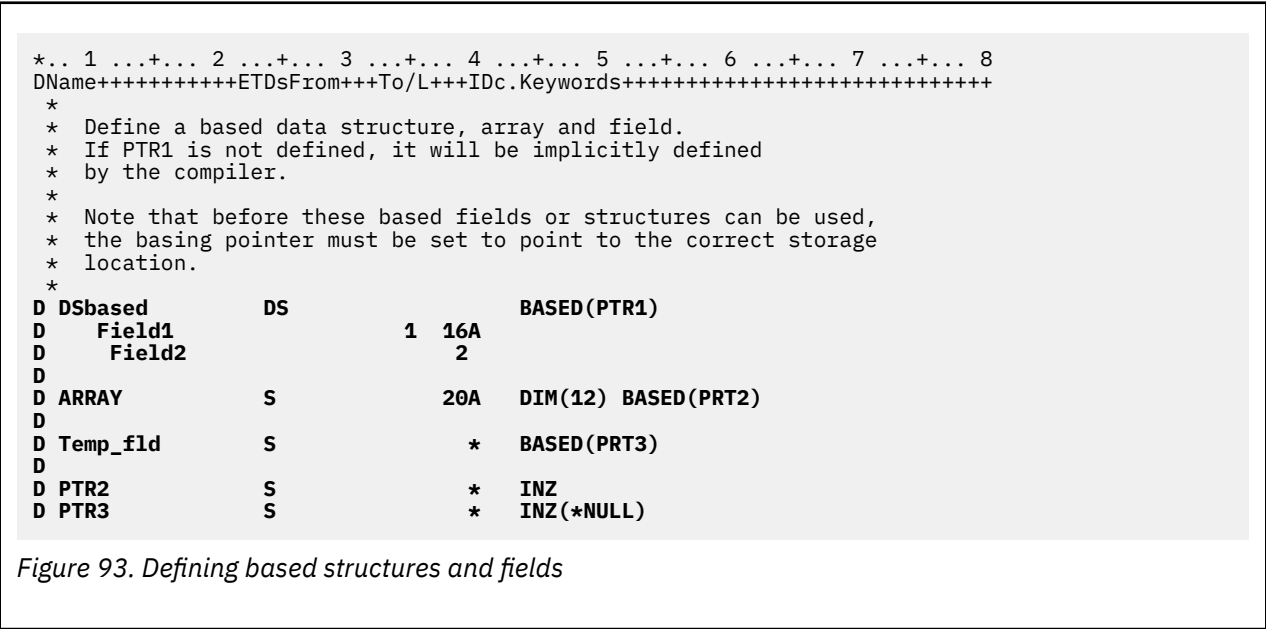 *.. 1 ...+... 2 ...+... 3 ...+... 4 ...+... 5 ...+... 6 ...+... 7 ...+... 8
DName+++++++++++ETDsFrom+++To/L+++IDc.Keywords+++++++++++++++++++++++++++++
 *
 *  Define a based data structure, array and field.
 *  If PTR1 is not defined, it will be implicitly defined
 *  by the compiler.
 *
 *  Note that before these based fields or structures can be used,
 *  the basing pointer must be set to point to the correct storage
 *  location.
 *
D DSbased         DS                  BASED(PTR1)
D    Field1                  1  16A
D     Field2                     2
D
D ARRAY           S             20A   DIM(12) BASED(PRT2)
D
D Temp_fld        S               *   BASED(PRT3)
D
D PTR2            S               *   INZ
D PTR3            S               *   INZ(*NULL)
Figure 93. Defining based structures and fields